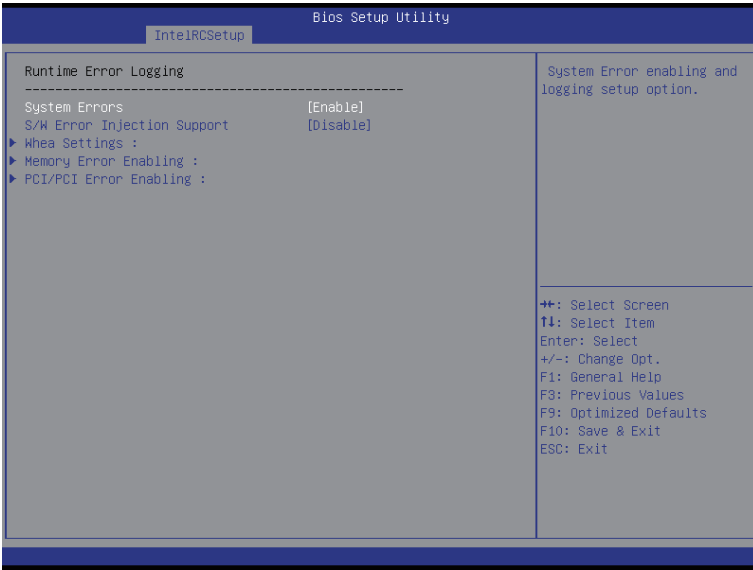 Bios Setup Utility
IntelRCSetup
Runtime Error Logging
-------------------------------------------------
System Errors [Enable]
S/W Error Injection Support [Disable]
Whea Settings :
Memory Error Enabling :
PCI/PCI Error Enabling :
System Error enabling and
logging setup option.
→←: Select Screen
↑↓: Select Item
Enter: Select
+/-: Change Opt.
F1: General Help
F3: Previous Values
F9: Optimized Defaults
F10: Save & Exit
ESC: Exit